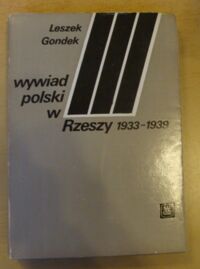 Leszek
Gondek
wywiad
polski
w
Rzeszy 1933-1939